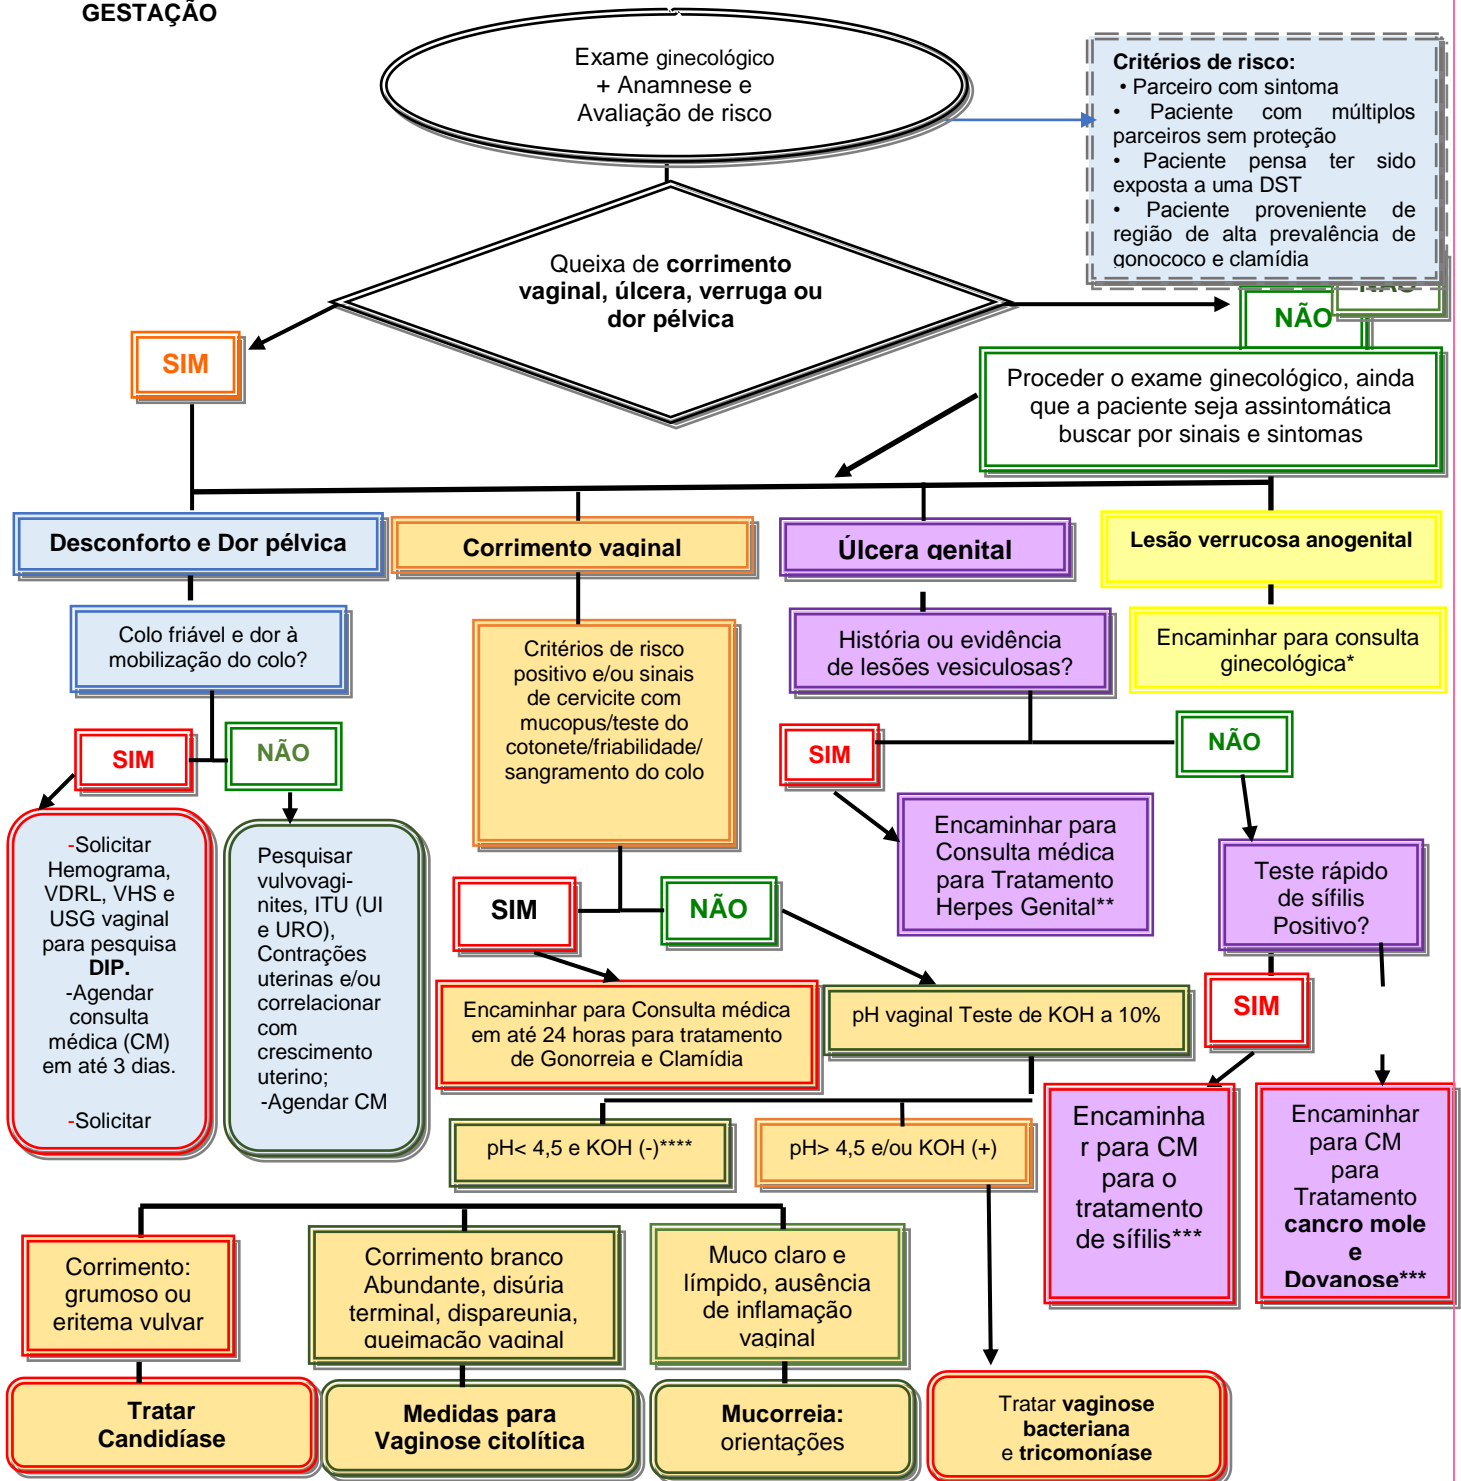 GESTAÇÃO
Exame ginecológico
+ Anamnese e
Avaliação de risco
Critérios de risco:
• Parceiro com sintoma
• Paciente com múltiplos
parceiros sem proteção
• Paciente pensa ter sido
exposta a uma DST
• Paciente proveniente de
região de alta prevalência de
gonococo e clamídia
Queixa de corrimento
vaginal, úlcera, verruga ou
dor pélvica
NÃO
NÃO
SIM
Proceder o exame ginecológico, ainda
que a paciente seja assintomática
buscar por sinais e sintomas
Desconforto e Dor pélvica
Corrimento vaginal
Úlcera genital
Lesão verrucosa anogenital
Colo friável e dor à
mobilização do colo?
Critérios de risco
positivo e/ou sinais
de cervicite com
mucopus/teste do
cotonete/friabilidade/
sangramento do colo
História ou evidência
de lesões vesiculosas?
Encaminhar para consulta
ginecológica*
SIM
NÃO
SIM
NÃO
-Solicitar
Hemograma,
VDRL, VHS e
USG vaginal
para pesquisa
DIP.
-Agendar
consulta
médica (CM)
em até 3 dias.
-Solicitar
Pesquisar
vulvovagi-
nites, ITU (UI
e URO),
Contrações
uterinas e/ou
correlacionar
com
crescimento
uterino;
-Agendar CM
Encaminhar para
Consulta médica
para Tratamento
Herpes Genital**
Teste rápido
de sífilis
Positivo?
SIM
NÃO
SIM
Encaminhar para Consulta médica
em até 24 horas para tratamento
de Gonorreia e Clamídia
pH vaginal Teste de KOH a 10%
pH< 4,5 e KOH (-)****
pH> 4,5 e/ou KOH (+)
Encaminha
r para CM
para o
tratamento
de sífilis***
Encaminhar
para CM
para
Tratamento
cancro mole
e
Dovanose***
Corrimento:
grumoso ou
eritema vulvar
Corrimento branco
Abundante, disúria
terminal, dispareunia,
queimação vaginal
Muco claro e
límpido, ausência
de inflamação
vaginal
Tratar
Candidíase
Medidas para
Vaginose citolítica
Mucorreia:
orientações
Tratar vaginose
bacteriana
e tricomoníase